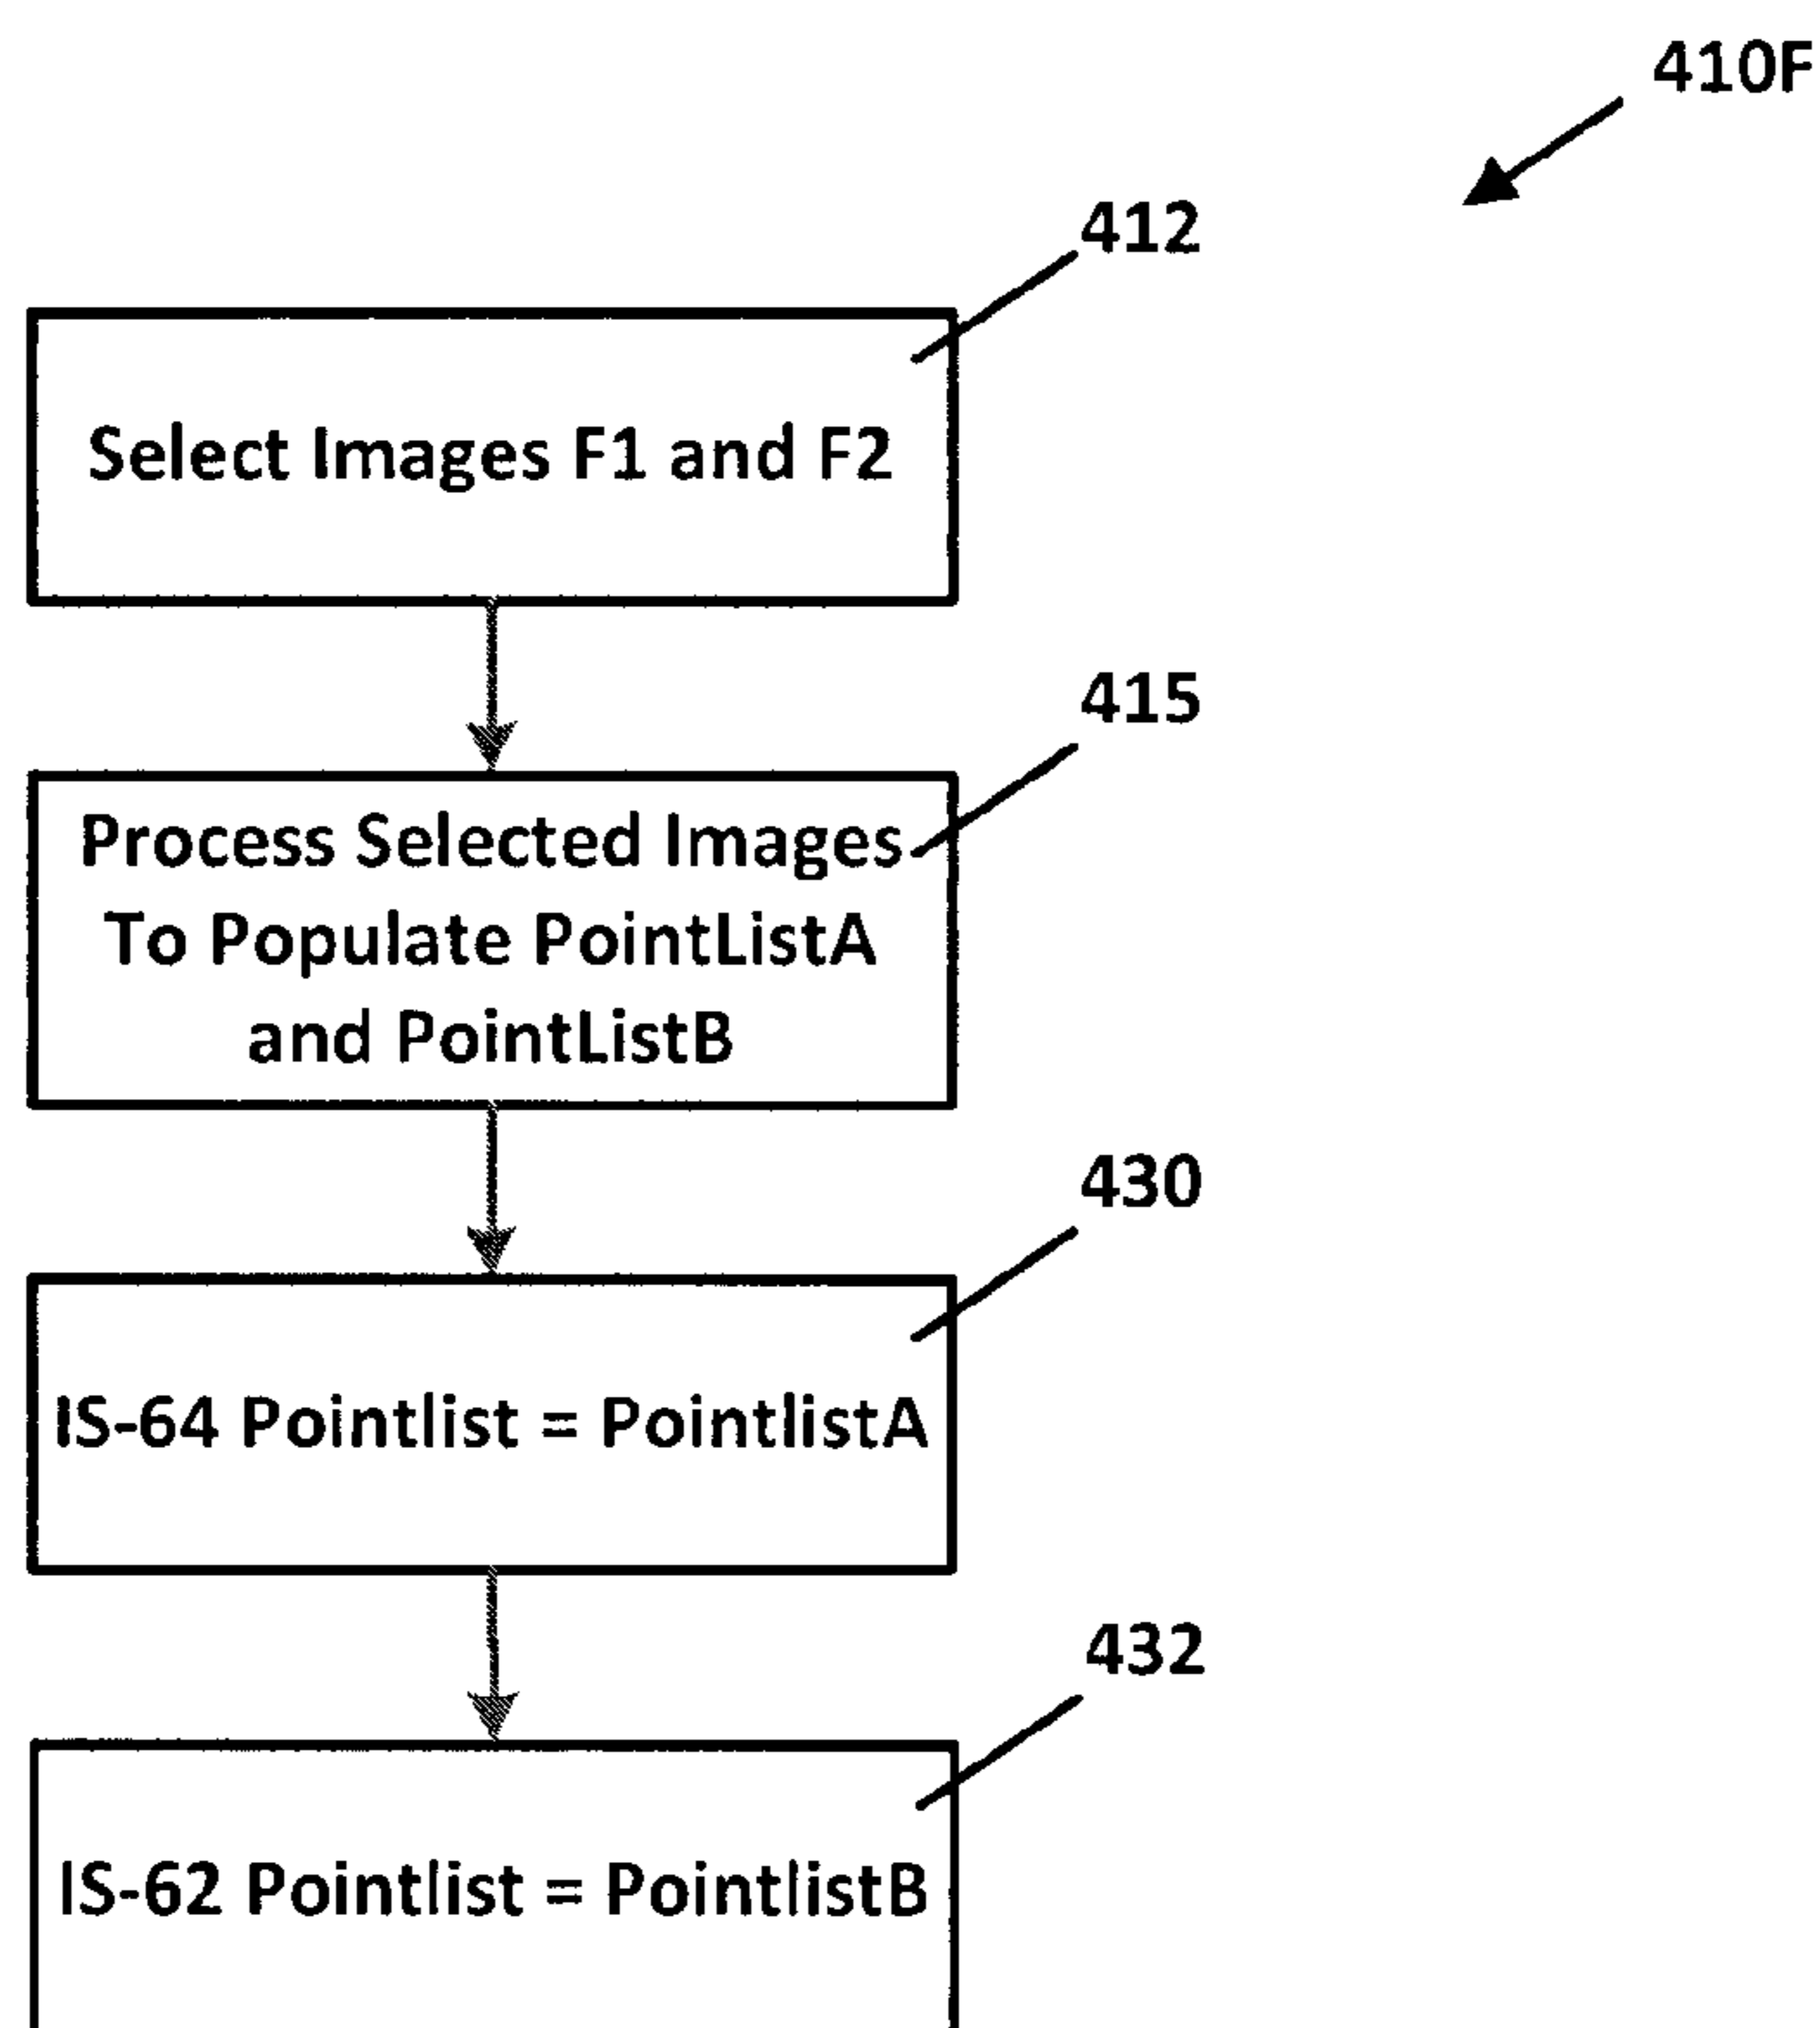 410F
412
Select Images F1 and F2
415
Process Selected Images
To Populate PointListA
and PointListB
430
IS-64 Pointlist = PointlistA
432
IS-62 Pointlist = PointlistB